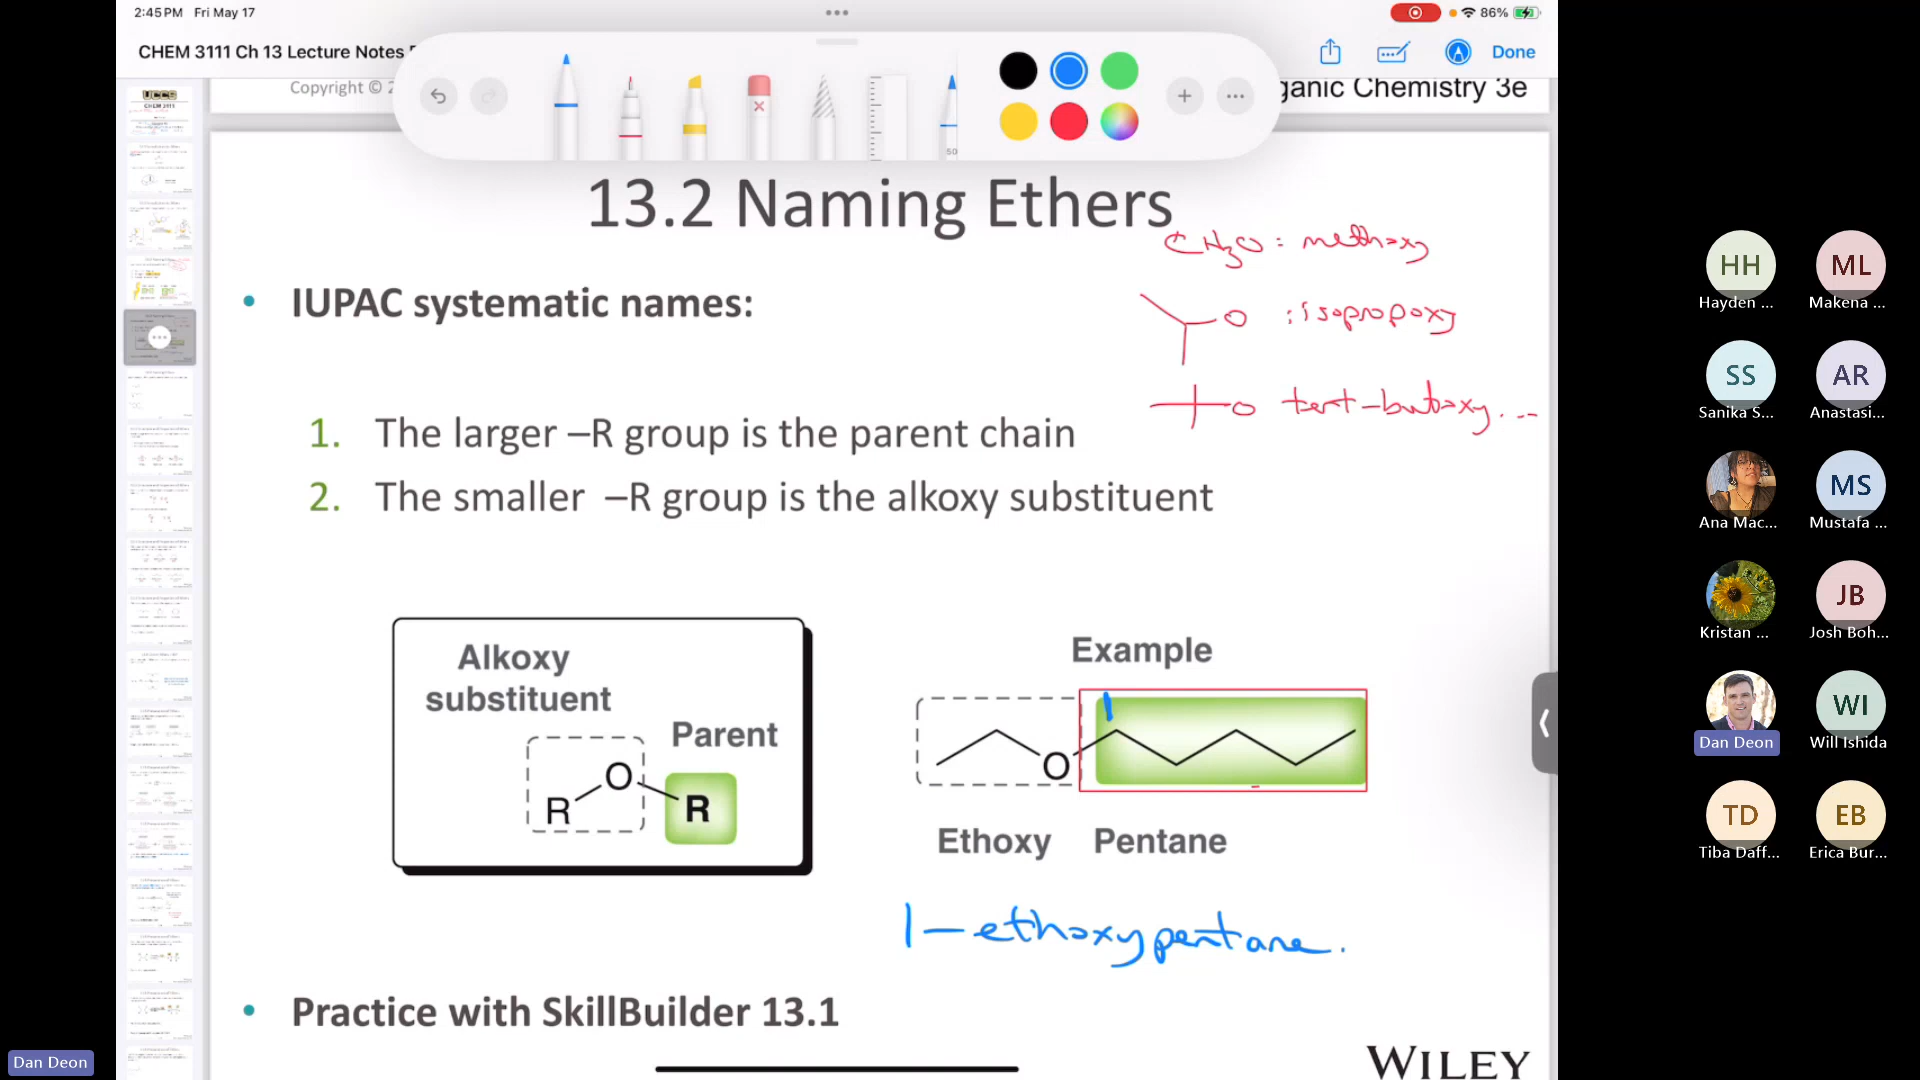 2:45 PM Fri May 17
86%
CHEM 3111 Ch 13 Lecture Notes
Done
Copyright © 2
ganic Chemistry 3e
50
13.2 Naming Ethers
CH₃O : methoxy
• IUPAC systematic names:
O : isopropoxy
O tert-butoxy...
1. The larger –R group is the parent chain
2. The smaller –R group is the alkoxy substituent
Alkoxy
substituent
Parent
R O R
Example
1
O
Ethoxy Pentane
1-ethoxypentane.
• Practice with SkillBuilder 13.1
WILEY
Dan Deon
HH
Hayden ...
ML
Makena ...
SS
Sanika S...
AR
Anastasi...
Ana Mac...
MS
Mustafa ...
Kristan ...
JB
Josh Boh...
Dan Deon
WI
Will Ishida
TD
Tiba Daff...
EB
Erica Bur...